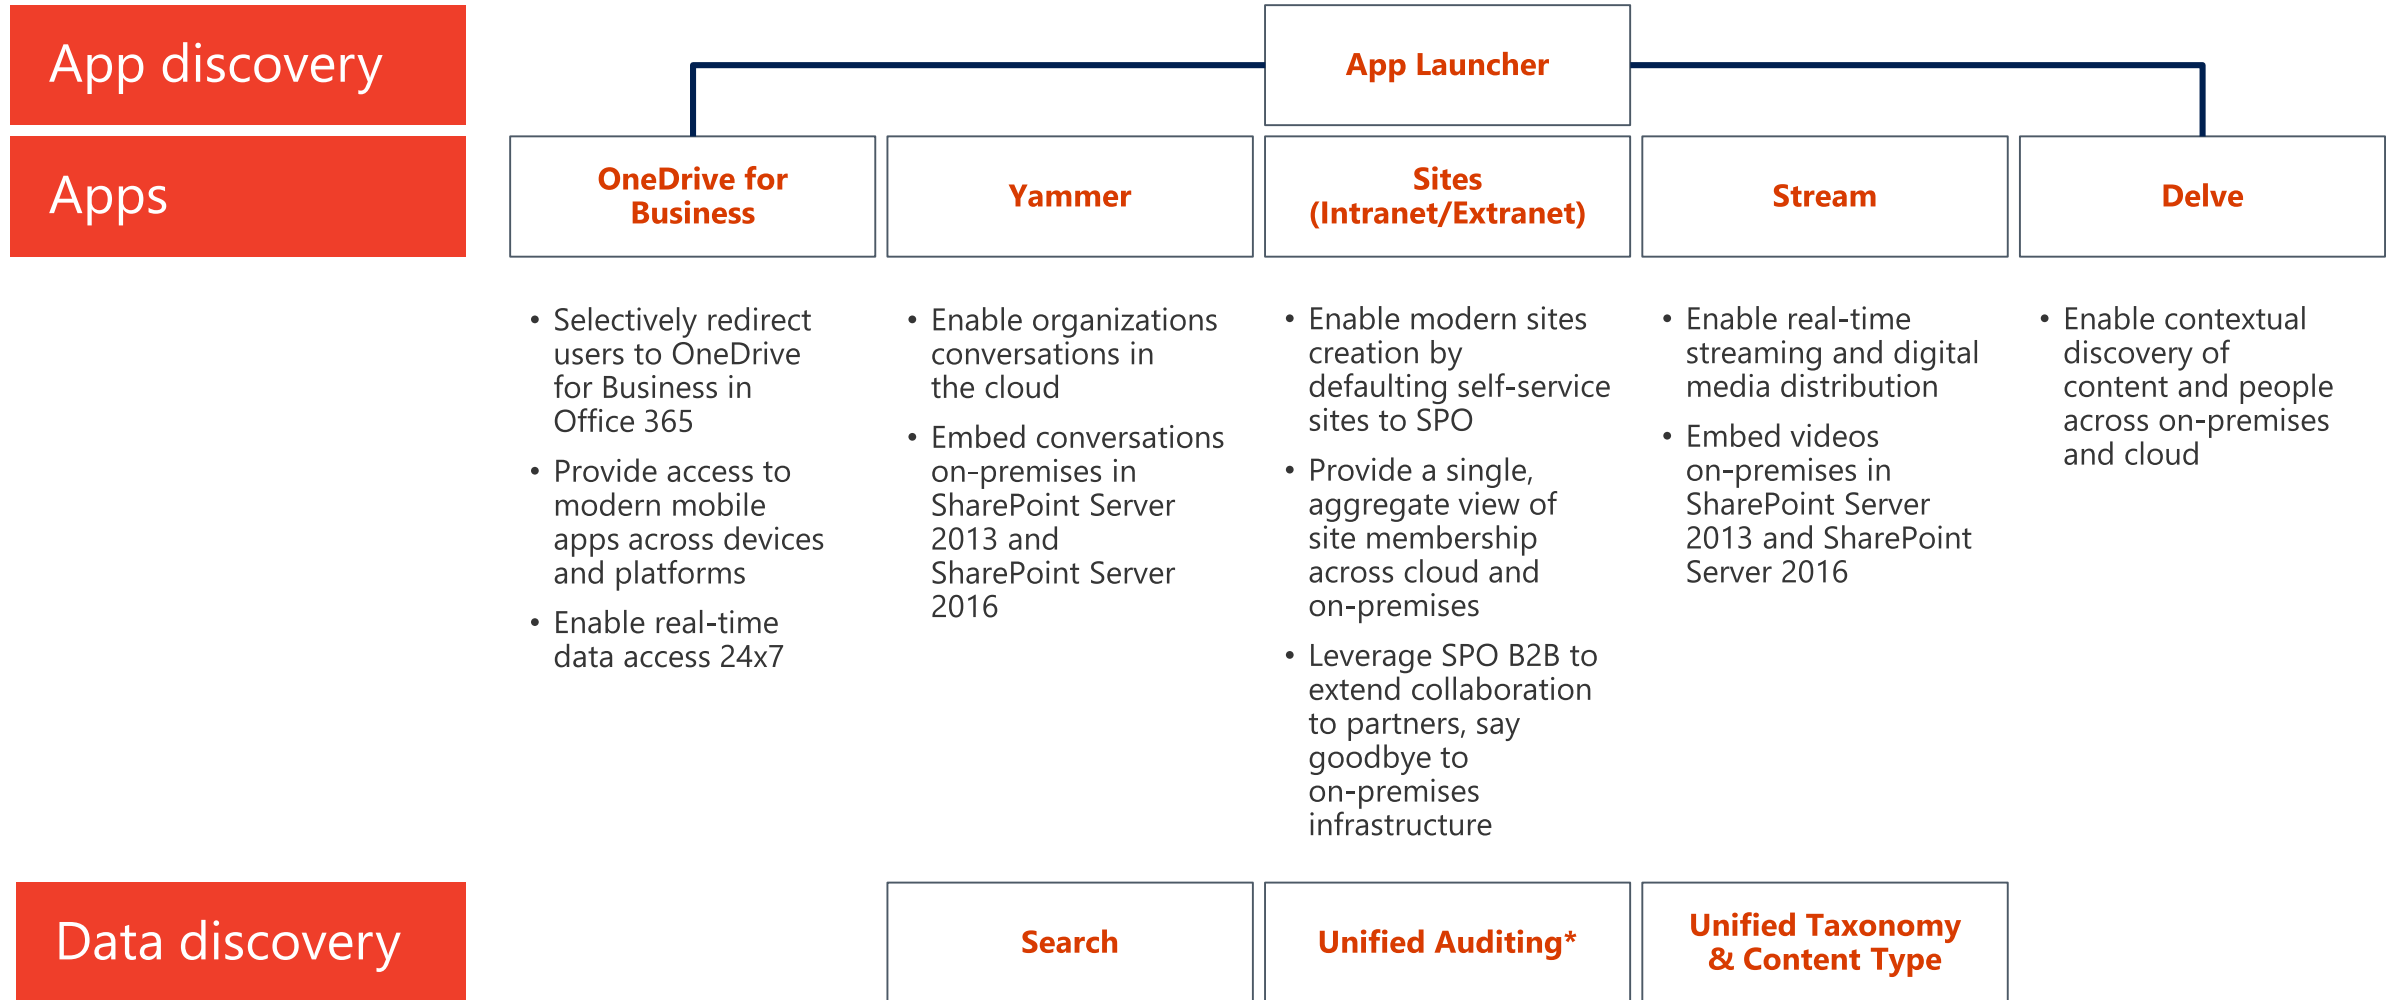 App discovery
App Launcher
Apps
OneDrive for
Business
Yammer
Sites
(Intranet/Extranet)
Stream
Delve
• Selectively redirect
users to OneDrive
for Business in
Office 365
• Provide access to
modern mobile
apps across devices
and platforms
• Enable real-time
data access 24x7
• Enable organizations
conversations in
the cloud
• Embed conversations
on-premises in
SharePoint Server
2013 and
SharePoint Server
2016
• Enable modern sites
creation by
defaulting self-service
sites to SPO
• Provide a single,
aggregate view of
site membership
across cloud and
on-premises
• Leverage SPO B2B to
extend collaboration
to partners, say
goodbye to
on-premises
infrastructure
• Enable real-time
streaming and digital
media distribution
• Embed videos
on-premises in
SharePoint Server
2013 and SharePoint
Server 2016
• Enable contextual
discovery of
content and people
across on-premises
and cloud
Data discovery
Search
Unified Auditing*
Unified Taxonomy
& Content Type